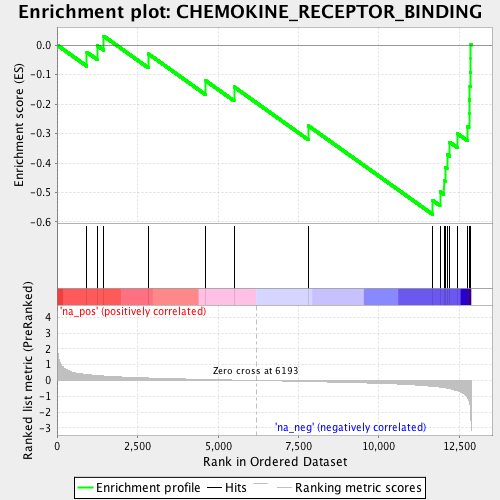 Enrichment plot: CHEMOKINE_RECEPTOR_BINDING
Enrichment score (ES)
0.0
-0.1
-0.2
-0.3
-0.4
-0.5
-0.6
'na_pos' (positively correlated)
Ranked list metric (PreRanked)
4
3
2
1
0
-1
-2
-3
Zero cross at 6193
'na_neg' (negatively correlated)
0
2,500
5,000
7,500
10,000
12,500
Rank in Ordered Dataset
Enrichment profile
Hits
Ranking metric scores